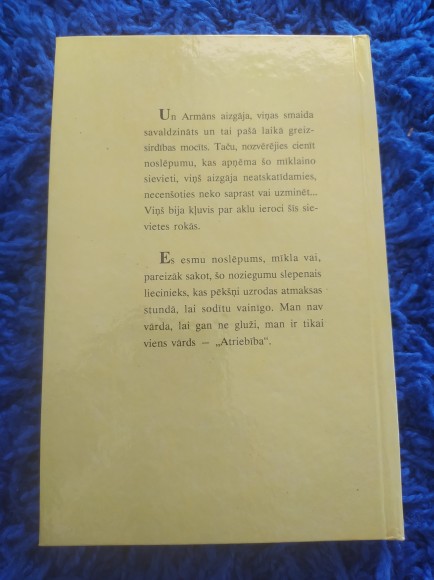 Un Armāns aizgāja, viņas smaida
savaldzināts un tai pašā laikā greiz-
sirdības mocīts. Taču, nozvērējies cienīt
noslēpumu, kas apņēma šo mīklaino
sievieti, viņš aizgāja neatskatīdamies,
necenšoties neko saprast vai uzminēt...
Viņš bija kļuvis par aklu ieroci šīs sie-
vietes rokās.
Es esmu noslēpums, mīkla vai,
pareizāk sakot, šo noziegumu slepenais
liecinieks, kas pēkšņi uzrodas atmaksas
stundā, lai sodītu vainīgo. Man nav
vārda, lai gan ne gluži, man ir tikai
viens vārds — „Atriebība“.